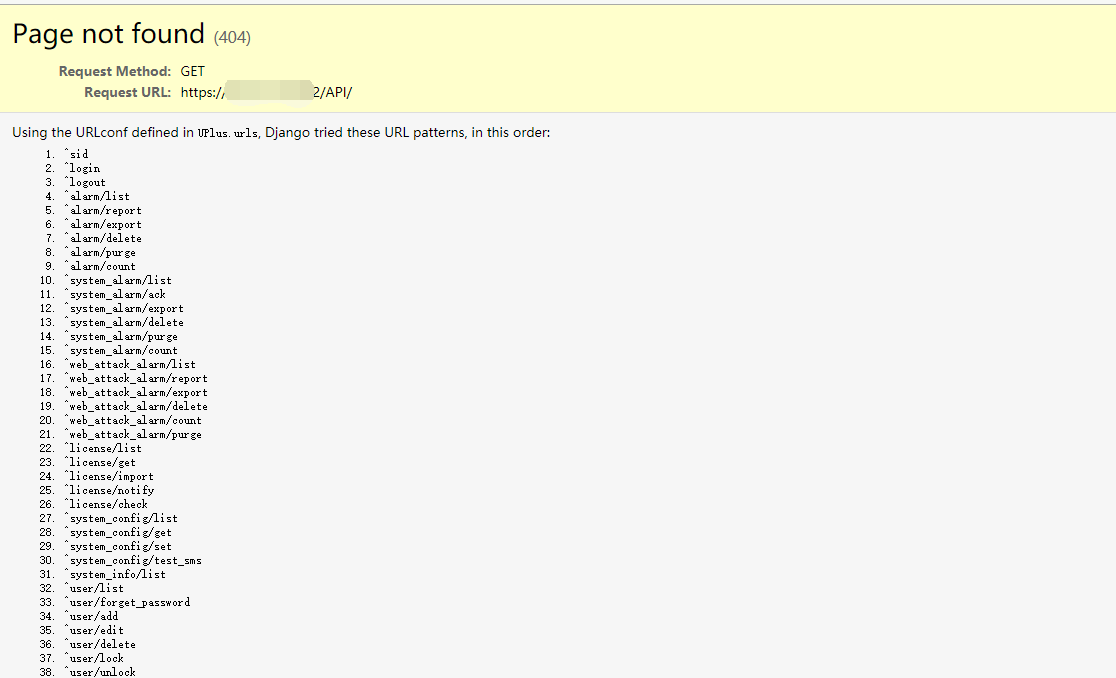 Page not found (404)
Request Method: GET
Request URL: https://2/API/
Using the URLconf defined in UPlus.urls, Django tried these URL patterns, in this order:
1. ^sid
2. ^login
3. ^logout
4. ^alarm/list
5. ^alarm/report
6. ^alarm/export
7. ^alarm/delete
8. ^alarm/purge
9. ^alarm/count
10. ^system_alarm/list
11. ^system_alarm/ack
12. ^system_alarm/export
13. ^system_alarm/delete
14. ^system_alarm/purge
15. ^system_alarm/count
16. ^web_attack_alarm/list
17. ^web_attack_alarm/report
18. ^web_attack_alarm/export
19. ^web_attack_alarm/delete
20. ^web_attack_alarm/count
21. ^web_attack_alarm/purge
22. ^license/list
23. ^license/get
24. ^license/import
25. ^license/notify
26. ^license/check
27. ^system_config/list
28. ^system_config/get
29. ^system_config/set
30. ^system_config/test_sms
31. ^system_info/list
32. ^user/list
33. ^user/forget_password
34. ^user/add
35. ^user/edit
36. ^user/delete
37. ^user/lock
38. ^user/unlock